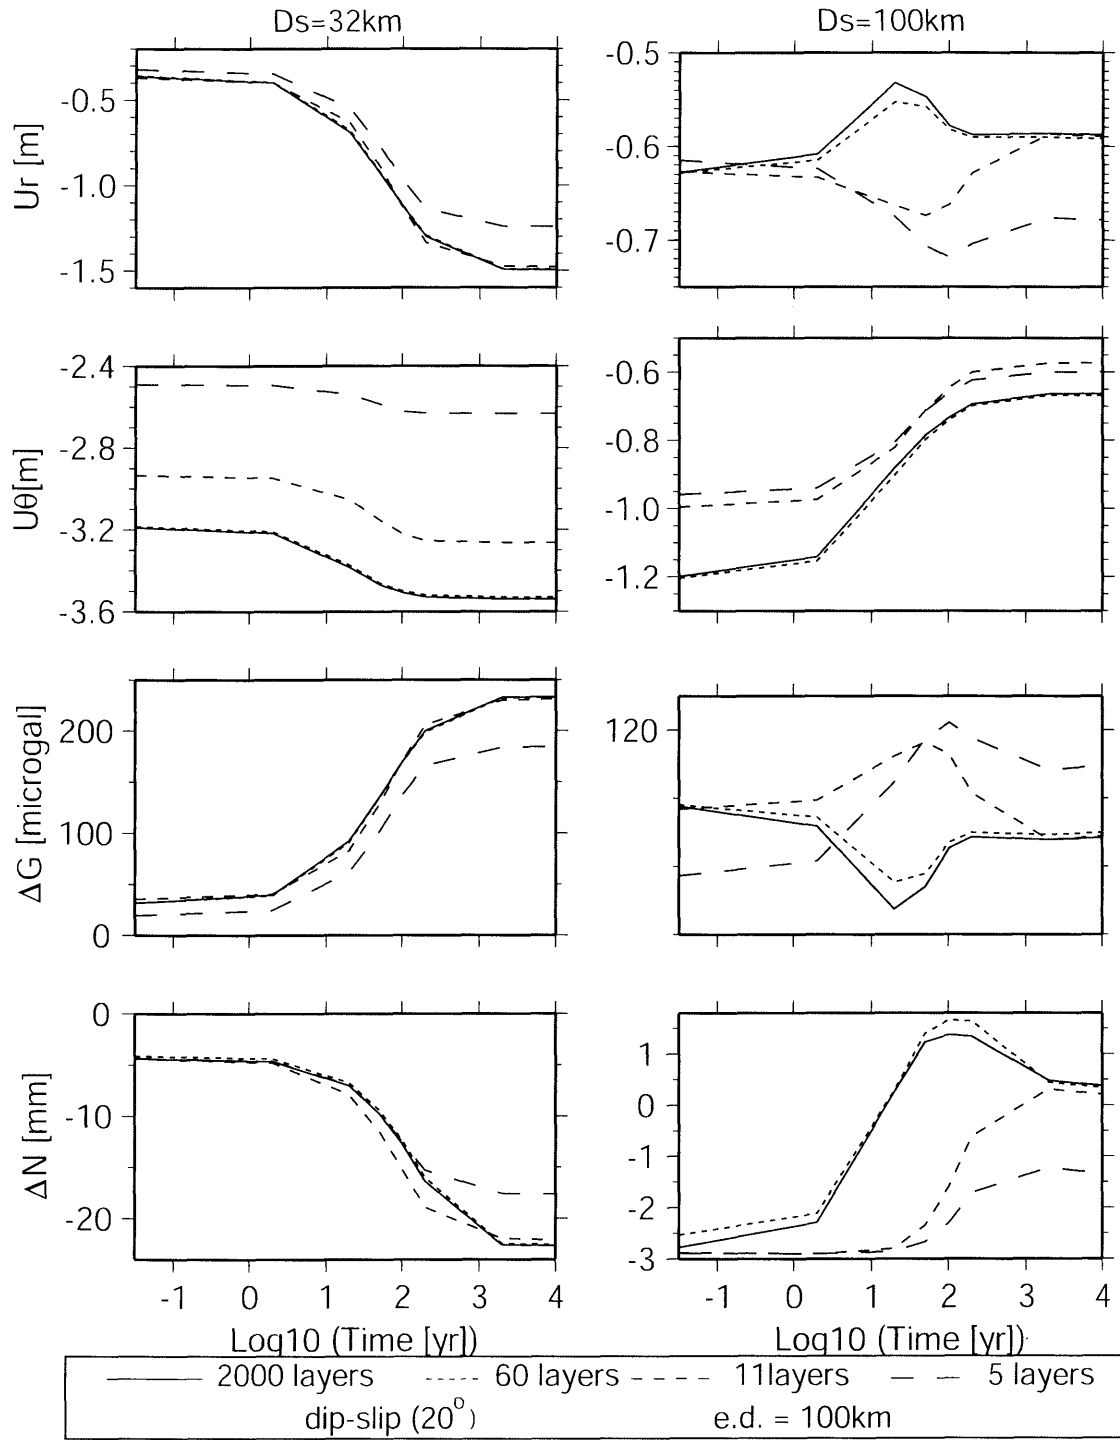 Ds=32km
Ds=100km
Ur [m]
-0.5
-1.0
-1.5
-0.5
-0.6
-0.7
Uθ[m]
-2.4
-2.8
-3.2
-3.6
-0.6
-0.8
-1.0
-1.2
ΔG [microgal]
200
100
0
120
ΔN [mm]
0
-10
-20
1
0
-1
-2
-3
-1 0 1 2 3 4
-1 0 1 2 3 4
Log10 (Time [yr])
Log10 (Time [yr])
2000 layers 60 layers 11layers 5 layers
dip-slip (20°) e.d. = 100km